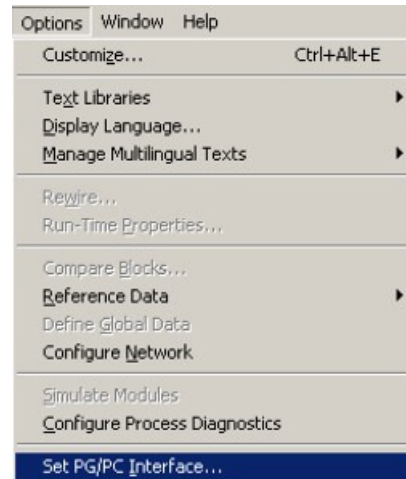 Options Window Help
Customize... Ctrl+Alt+E
Text Libraries
Display Language...
Manage Multilingual Texts
Rewire...
Run-Time Properties...
Compare Blocks...
Reference Data
Define Global Data
Configure Network
Simulate Modules
Configure Process Diagnostics
Set PG/PC Interface...